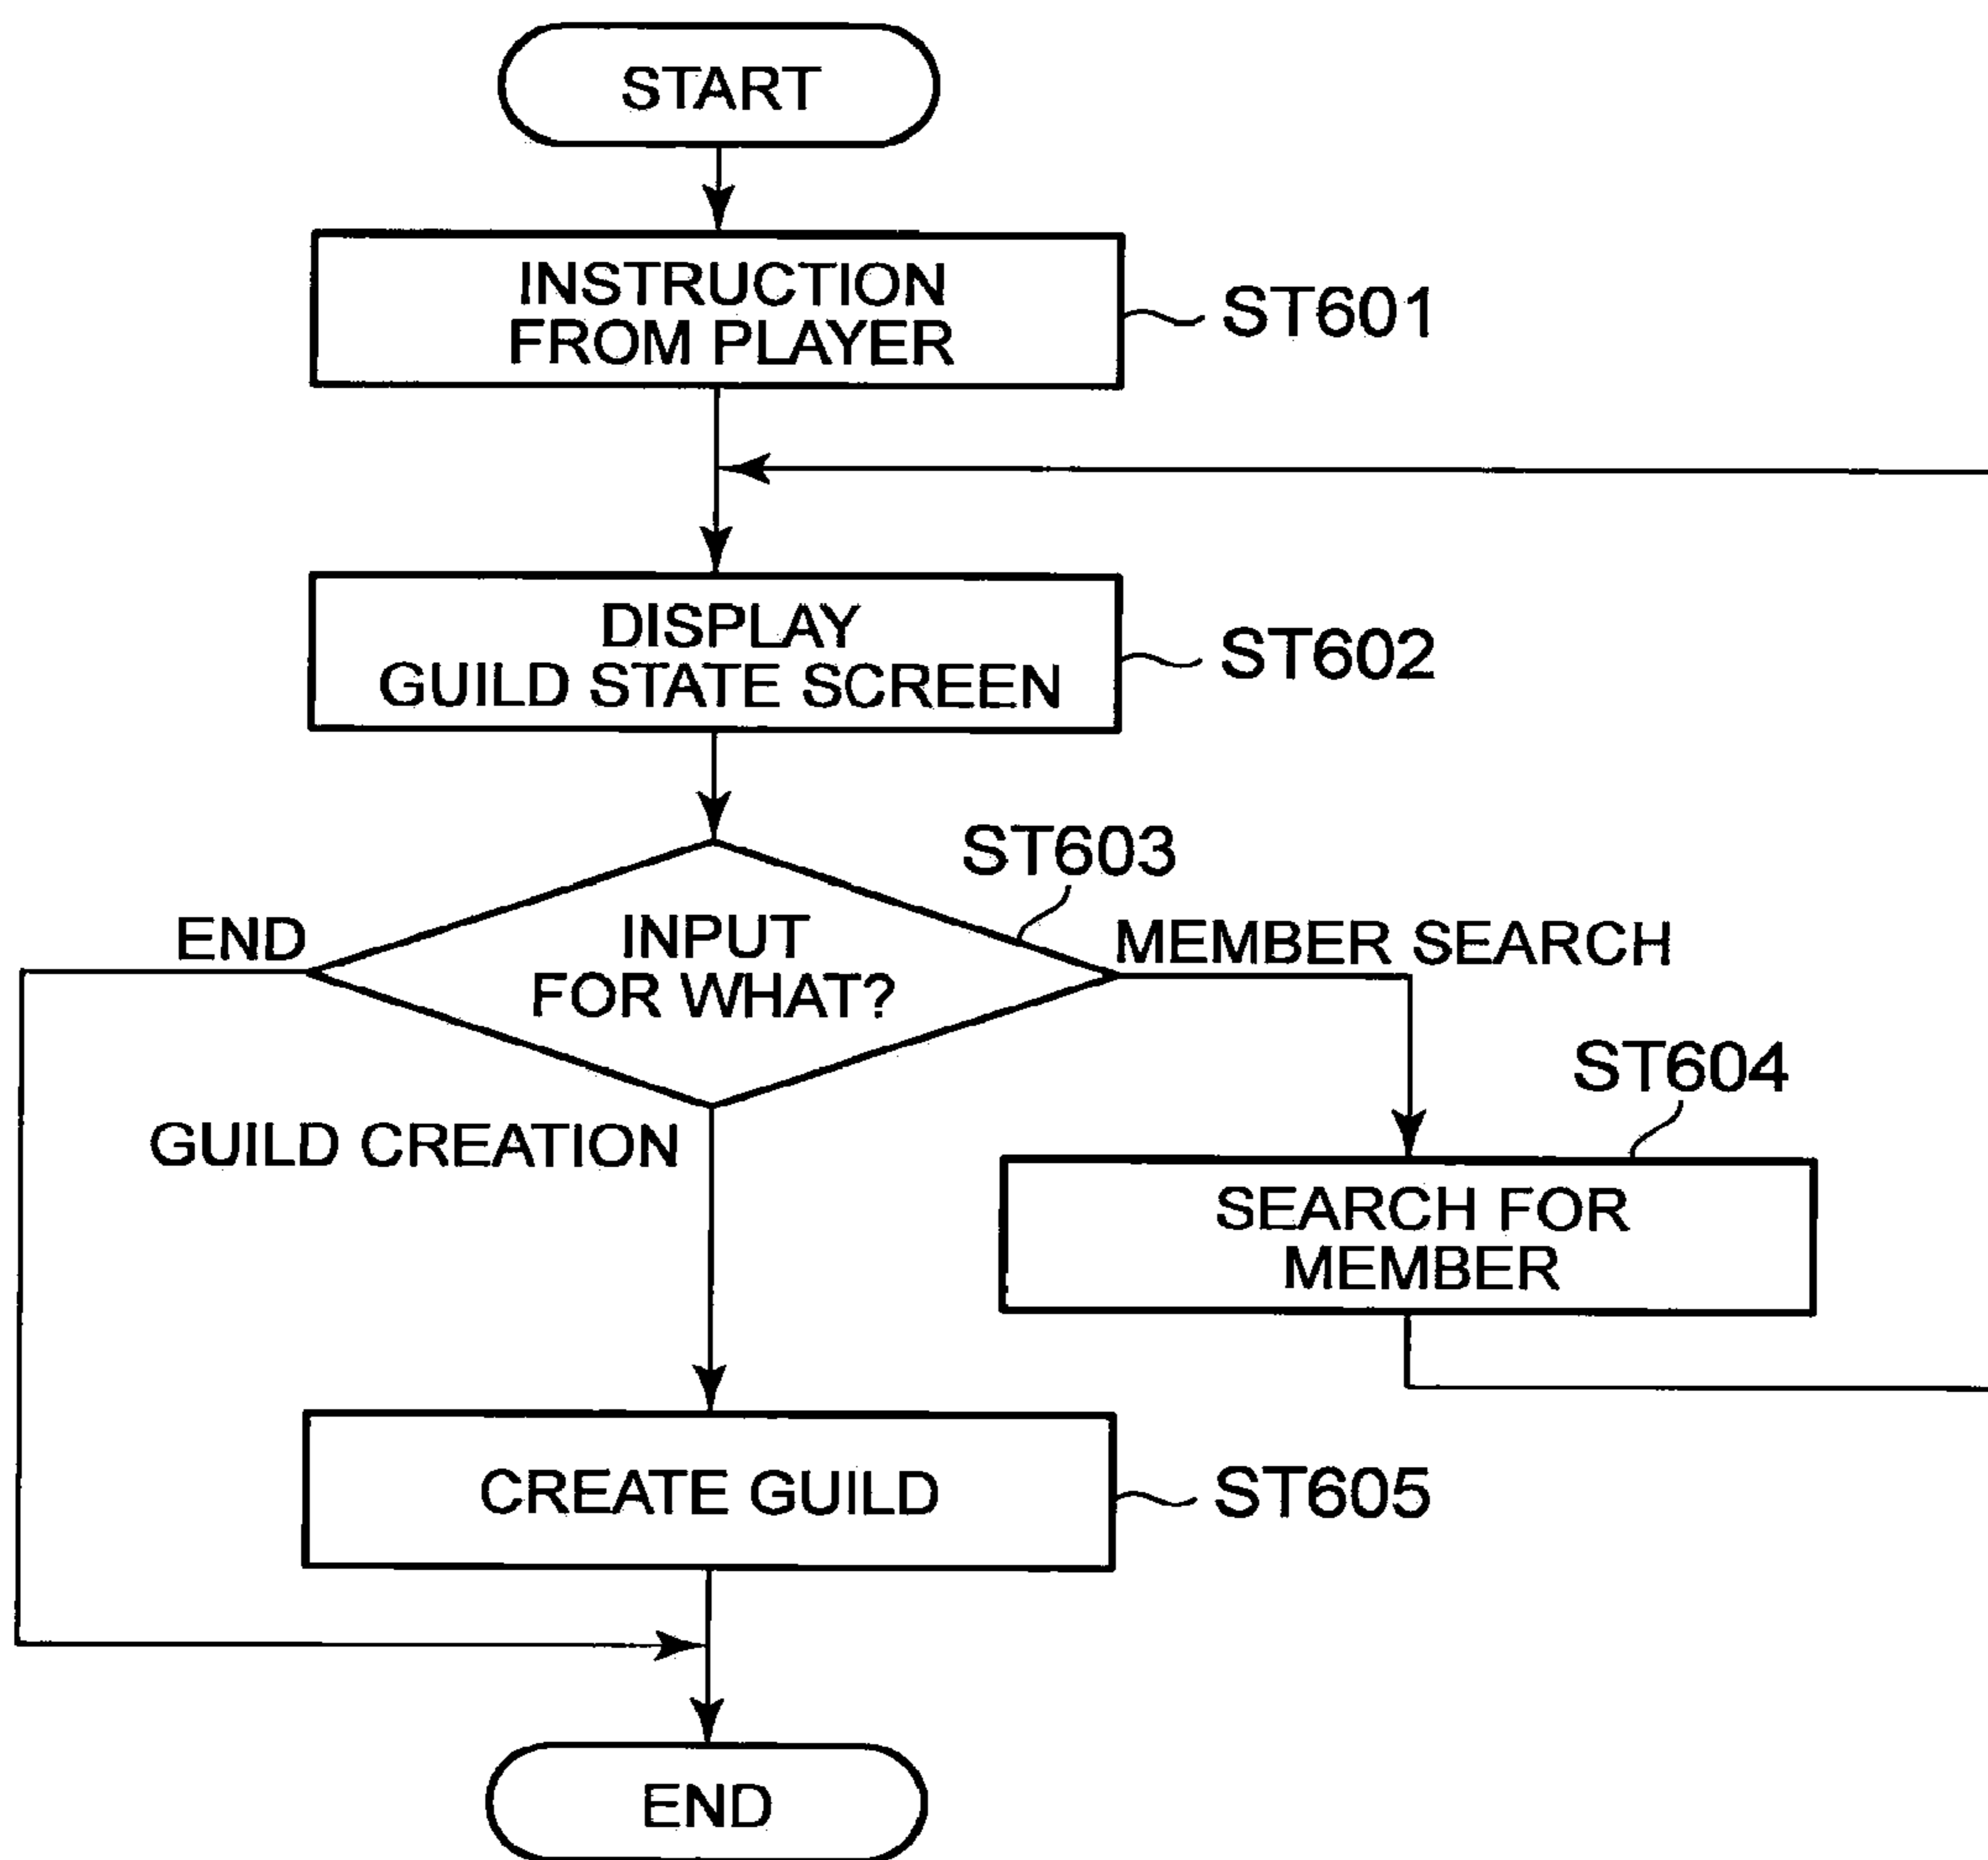 START
INSTRUCTION
FROM PLAYER
ST601
DISPLAY
GUILD STATE SCREEN
ST602
ST603
END
INPUT
FOR WHAT?
MEMBER SEARCH
GUILD CREATION
ST604
SEARCH FOR
MEMBER
CREATE GUILD
ST605
END